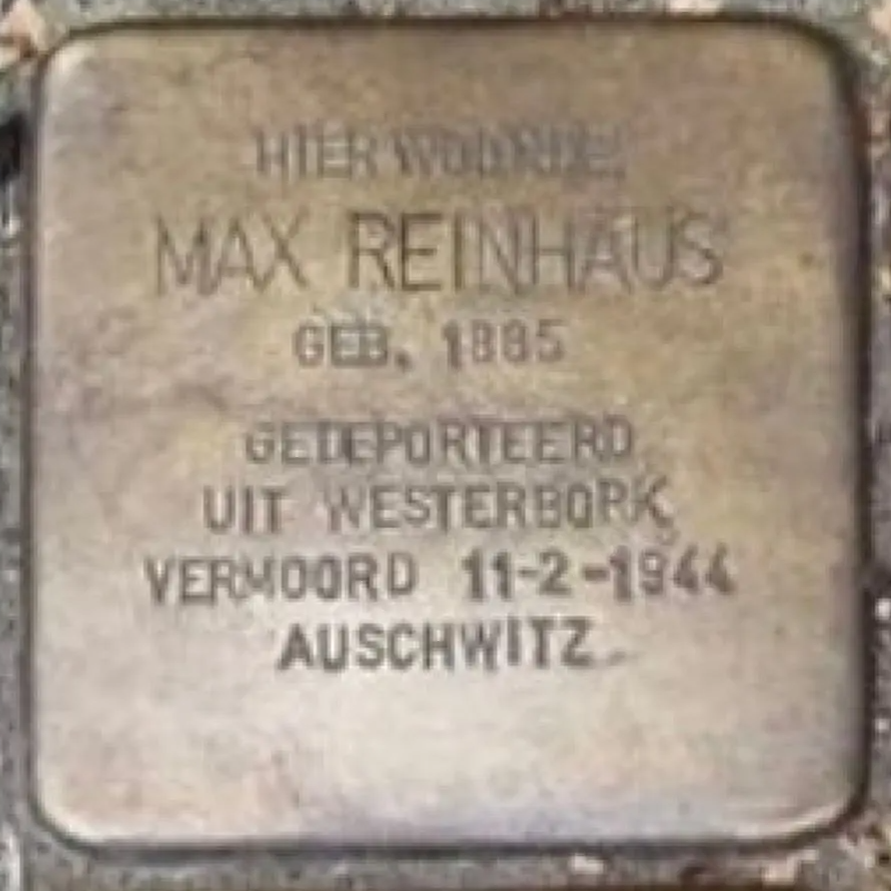 HIER WOONDE
MAX REINHAUS
GEB. 1885
GEDEPORTEERD
UIT WESTERBORK
VERMOORD 11-2-1944
AUSCHWITZ